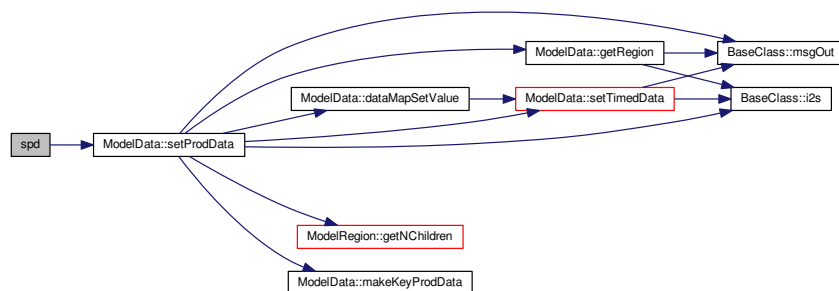 spd
ModelData::setProdData
ModelData::getRegion
ModelData::dataMapSetValue
ModelData::setTimedData
BaseClass::msgOut
BaseClass::i2s
ModelRegion::getNChildren
ModelData::makeKeyProdData